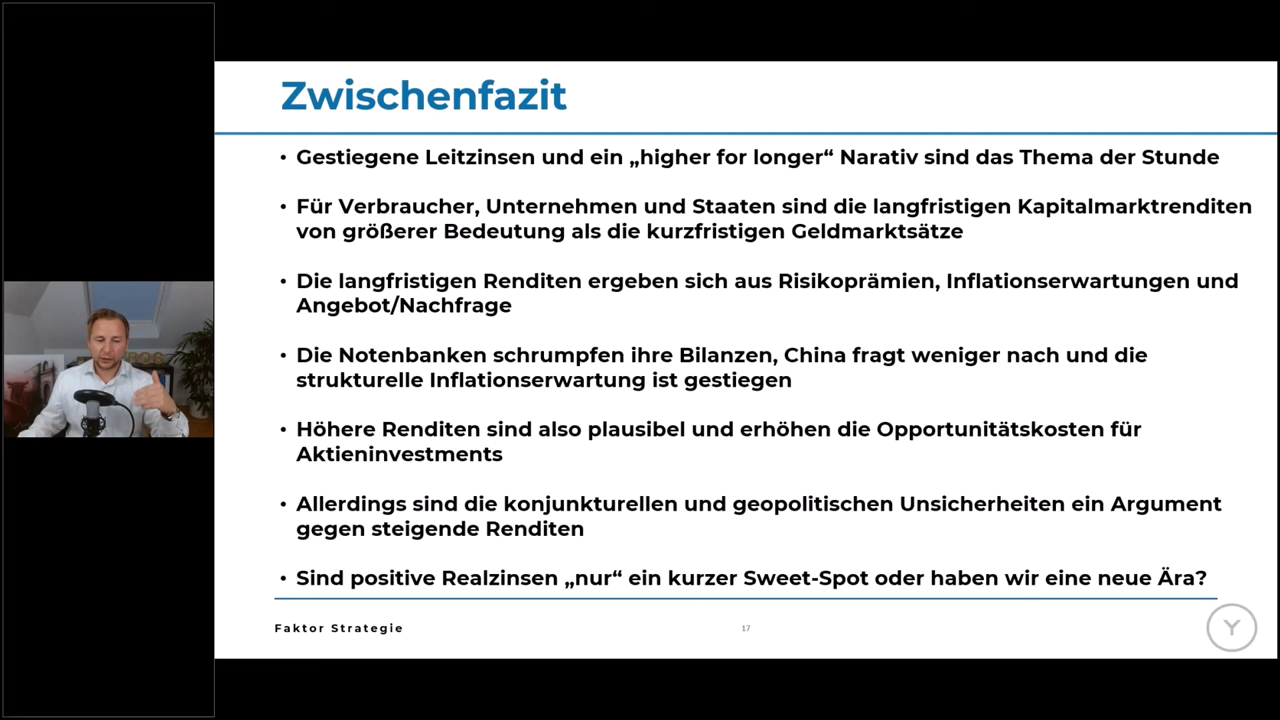 Zwischenfazit
• Gestiegene Leitzinsen und ein „higher for longer“ Narativ sind das Thema der Stunde
• Für Verbraucher, Unternehmen und Staaten sind die langfristigen Kapitalmarktrenditen
von größerer Bedeutung als die kurzfristigen Geldmarktsätze
• Die langfristigen Renditen ergeben sich aus Risikoprämien, Inflationserwartungen und
Angebot/Nachfrage
• Die Notenbanken schrumpfen ihre Bilanzen, China fragt weniger nach und die
strukturelle Inflationserwartung ist gestiegen
• Höhere Renditen sind also plausibel und erhöhen die Opportunitätskosten für
Aktieninvestments
• Allerdings sind die konjunkturellen und geopolitischen Unsicherheiten ein Argument
gegen steigende Renditen
• Sind positive Realzinsen „nur“ ein kurzer Sweet-Spot oder haben wir eine neue Ära?
Faktor Strategie
17
Y